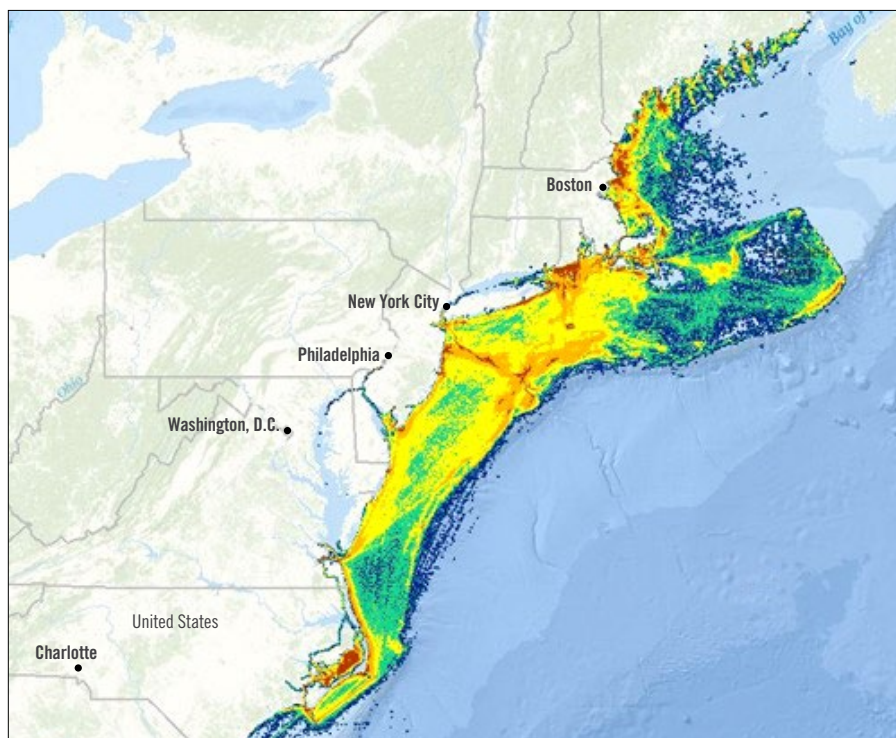 Bay of
Boston
New York City
Philadelphia
Ohio
Washington, D.C.
United States
Charlotte